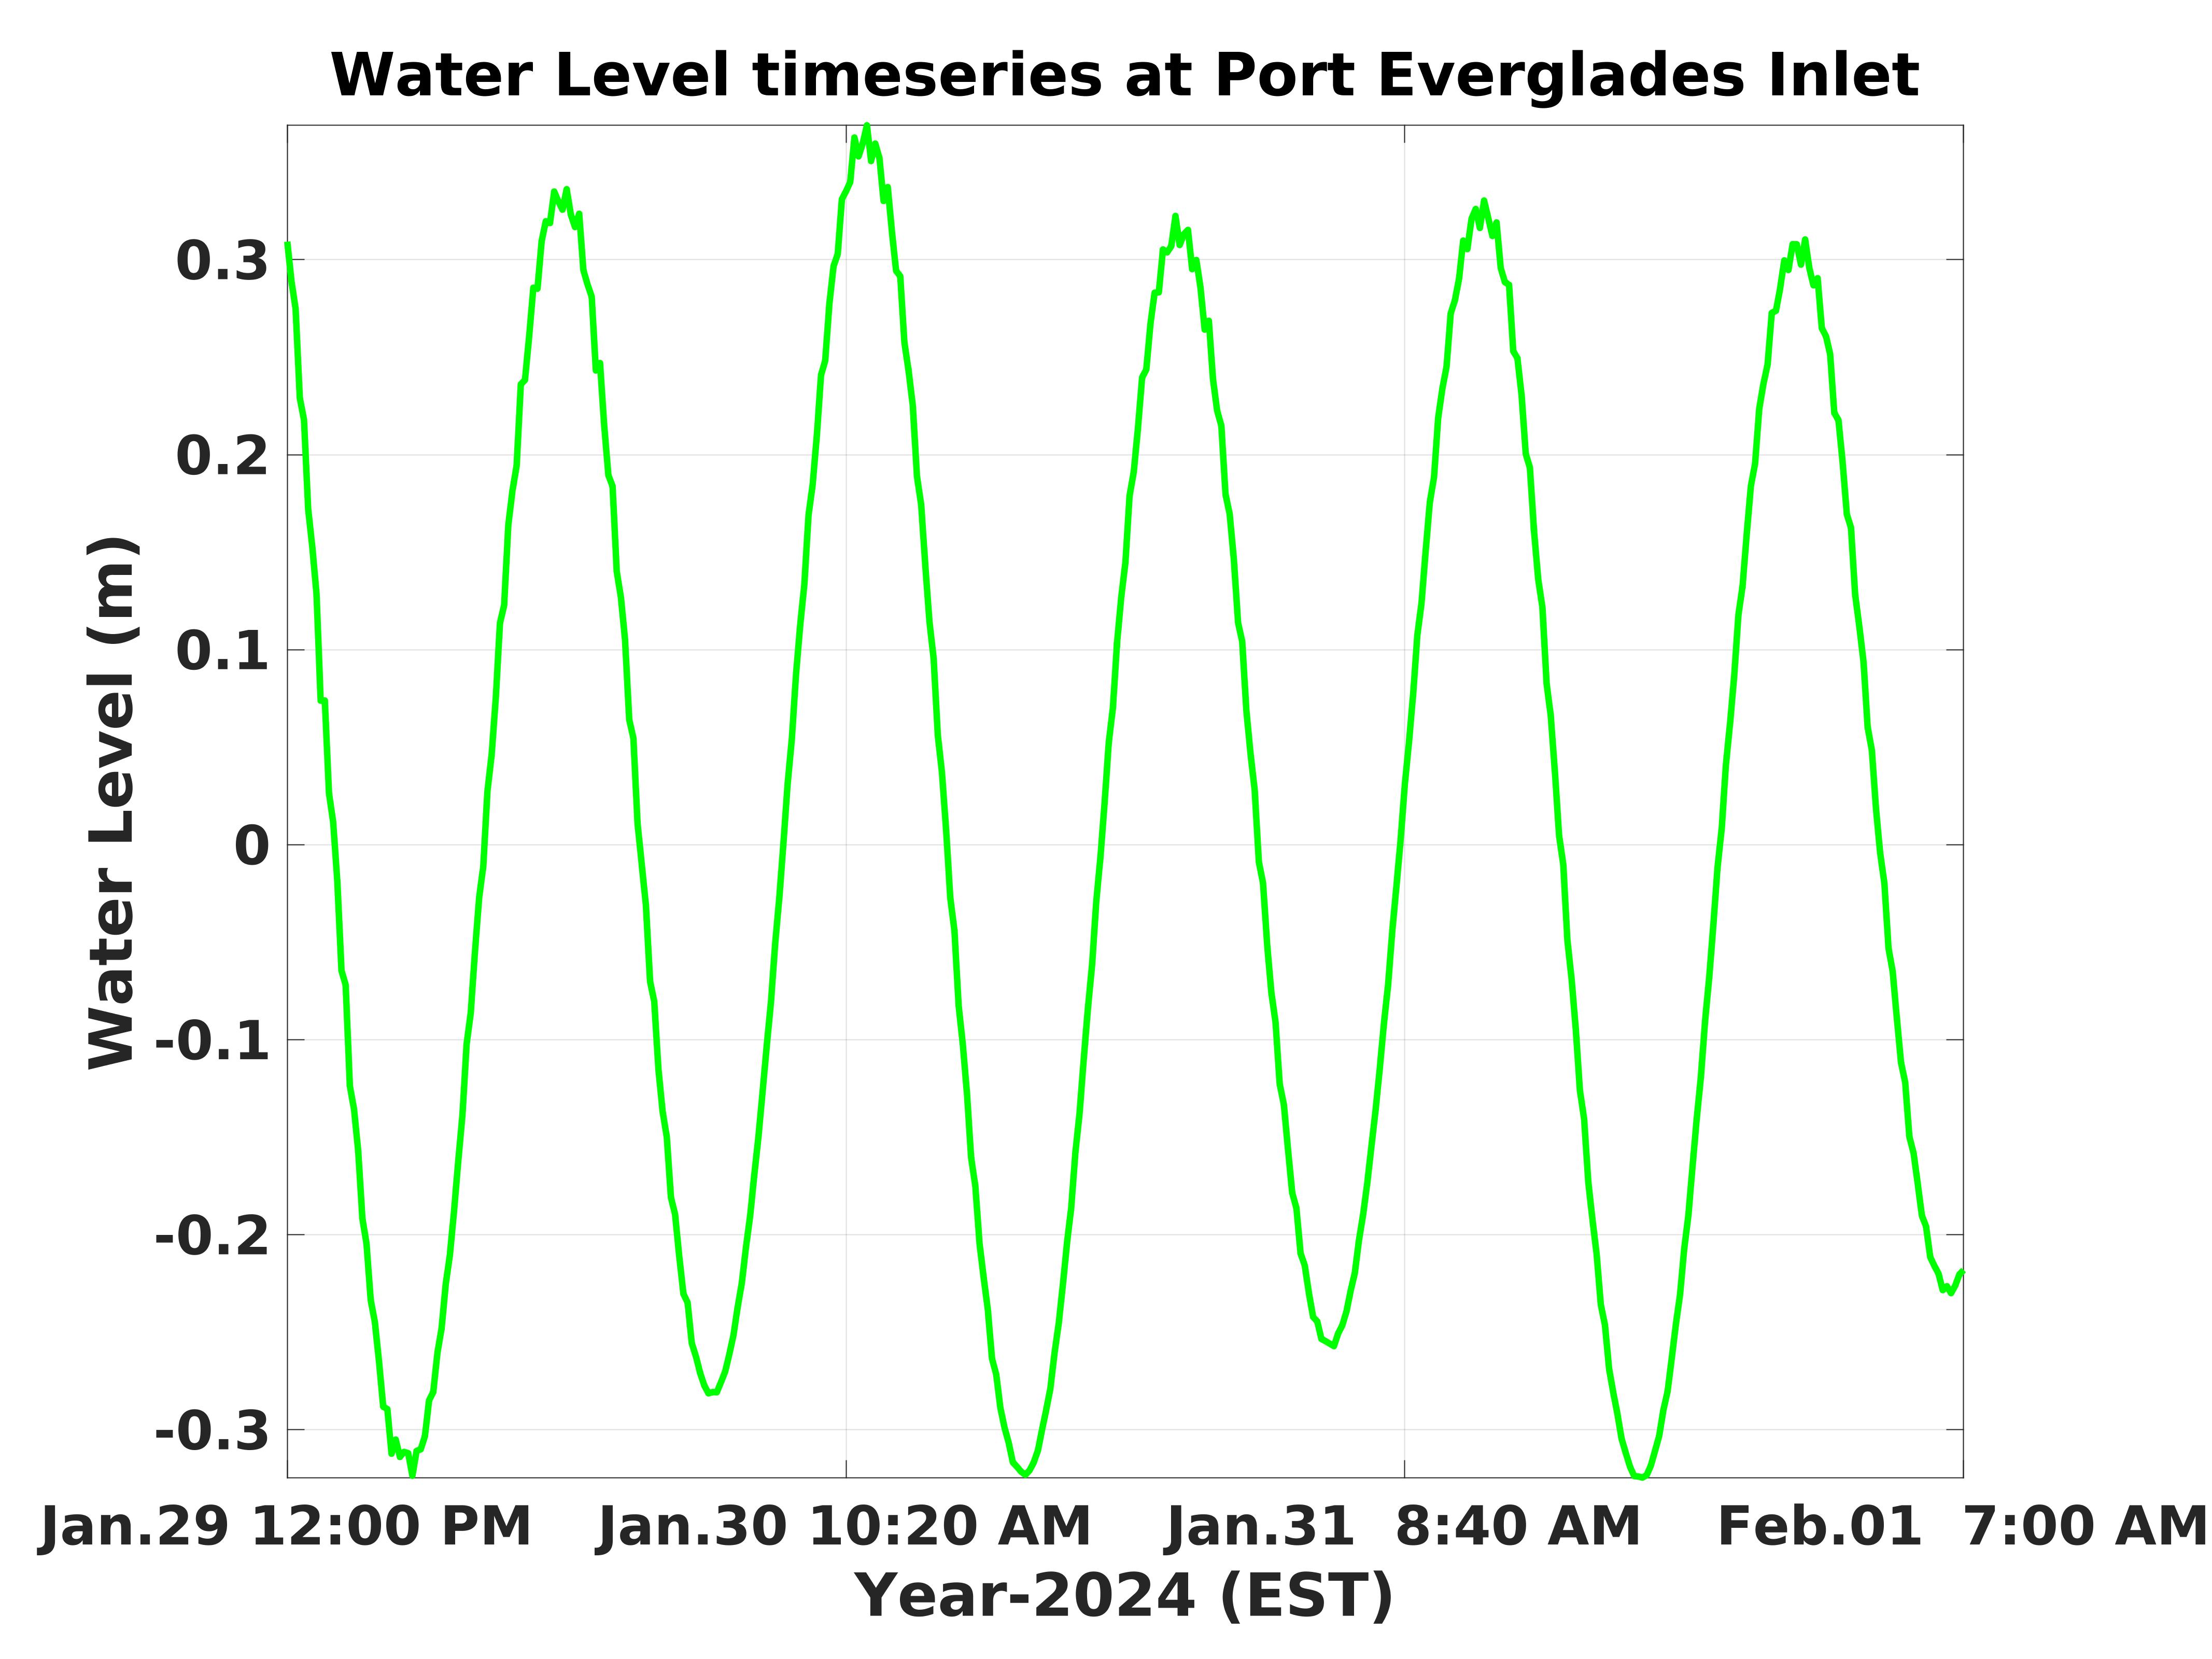 Water Level timeseries at Port Everglades Inlet
0.3
0.2
0.1
0
-0.1
-0.2
-0.3
Water Level (m)
Jan.29 12:00 PM Jan.30 10:20 AM Jan.31 8:40 AM Feb.01 7:00 AM
Year-2024 (EST)